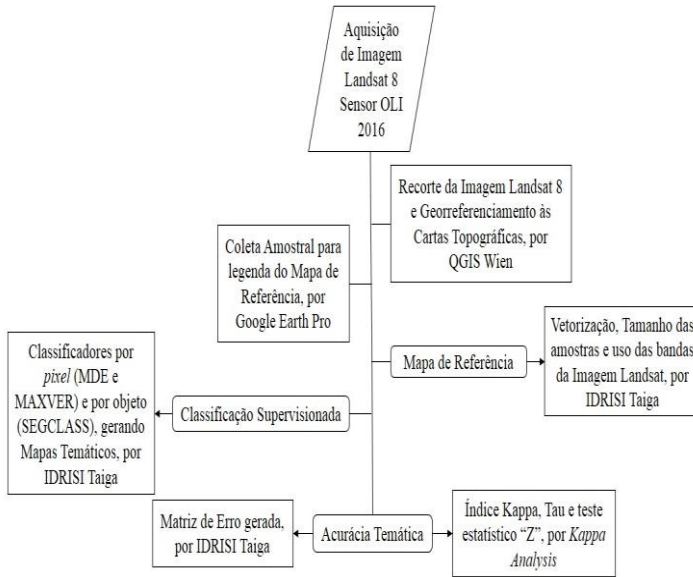 Aquisição
de Imagem
Landsat 8
Sensor OLI
2016
Recorte da Imagem Landsat 8
e Georreferenciamento às
Cartas Topográficas, por
QGIS Wien
Coleta Amostral para
legenda do Mapa de
Referência, por
Google Earth Pro
Mapa de Referência
Vetorização, Tamanho das
amostras e uso das bandas
da Imagem Landsat, por
IDRISI Taiga
Classificadores por
pixel (MDE e
MAXVER) e por objeto
(SEGCLASS), gerando
Mapas Temáticos, por
IDRISI Taiga
Classificação Supervisionada
Matriz de Erro gerada,
por IDRISI Taiga
Acurácia Temática
Índice Kappa, Tau e teste
estatístico “Z”, por Kappa
Analysis